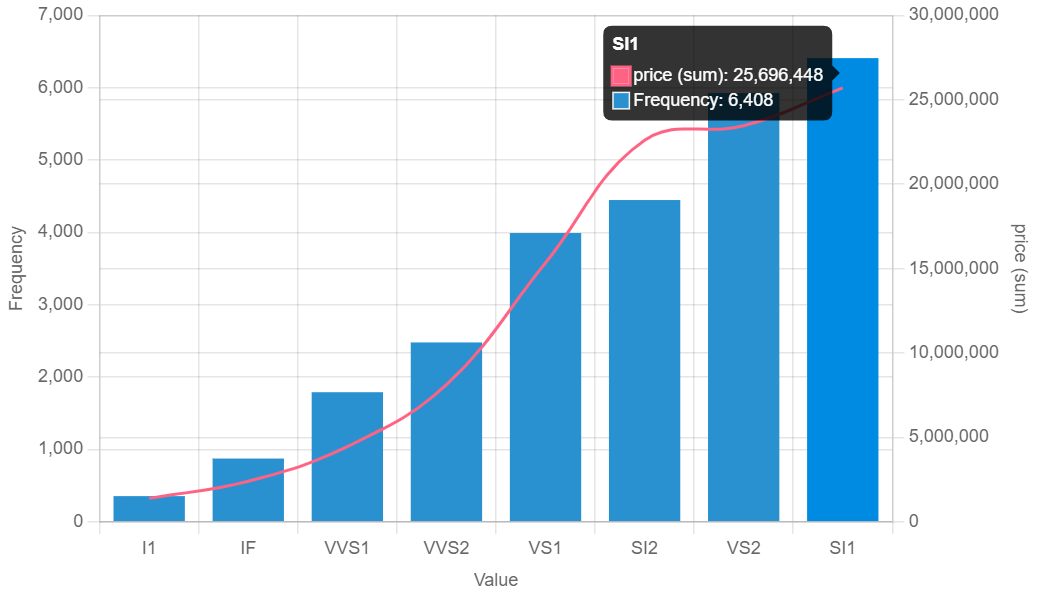 7,000
6,000
5,000
4,000
3,000
2,000
1,000
0
Frequency
30,000,000
25,000,000
20,000,000
15,000,000
10,000,000
5,000,000
0
price (sum)
SI1
price (sum): 25,696,448
Frequency: 6,408
I1 IF VVS1 VVS2 VS1 SI2 VS2 SI1
Value